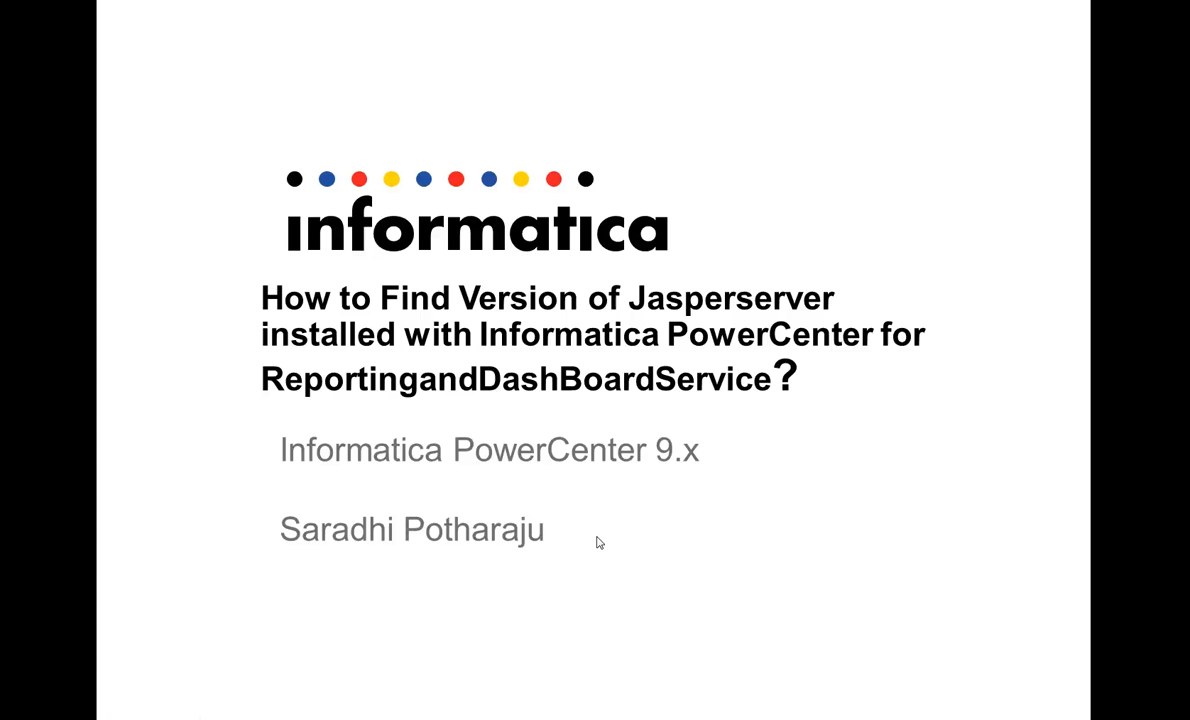 informatica
How to Find Version of Jasperserver
installed with Informatica PowerCenter for
ReportingandDashBoardService?
Informatica PowerCenter 9.x
Saradhi Potharaju